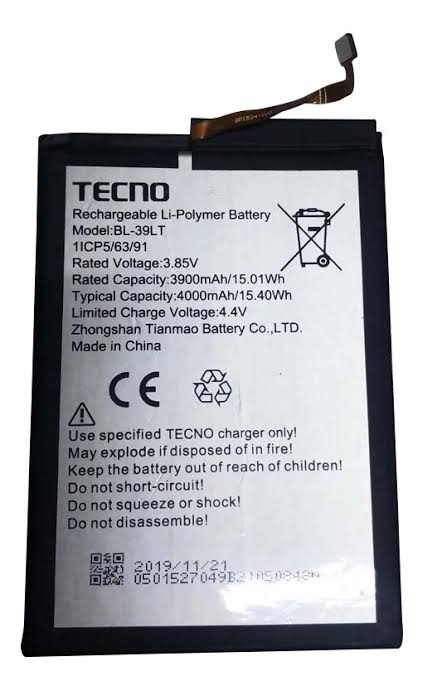 TECNO
Rechargeable Li-Polymer Battery
Model:BL-39LT
1ICP5/63/91
Rated Voltage:3.85V
Rated Capacity:3900mAh/15.01Wh
Typical Capacity:4000mAh/15.40Wh
Limited Charge Voltage:4.4V
Zhongshan Tianmao Battery Co.,LTD.
Made in China
CE
Use specified TECNO charger only!
May explode if disposed of in fire!
Keep the battery out of reach of children!
Do not short-circuit!
Do not squeeze or shock!
Do not disassemble!
2019/11/21